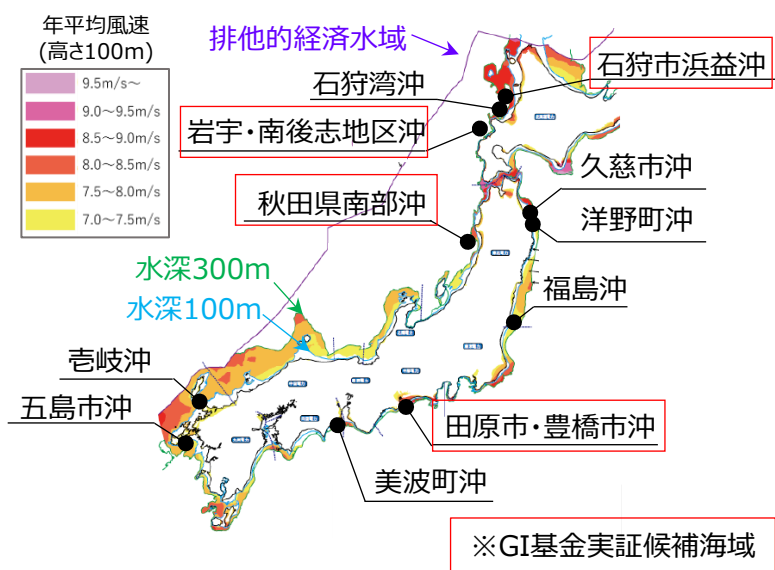 年平均風速
(高さ100m)
9.5m/s～
9.0～9.5m/s
8.5～9.0m/s
8.0～8.5m/s
7.5～8.0m/s
7.0～7.5m/s
排他的経済水域
石狩市浜益沖
石狩湾沖
岩宇・南後志地区沖
久慈市沖
秋田県南部沖
洋野町沖
水深300m
水深100m
福島沖
壱岐沖
五島市沖
田原市・豊橋市沖
美波町沖
※GI基金実証候補海域